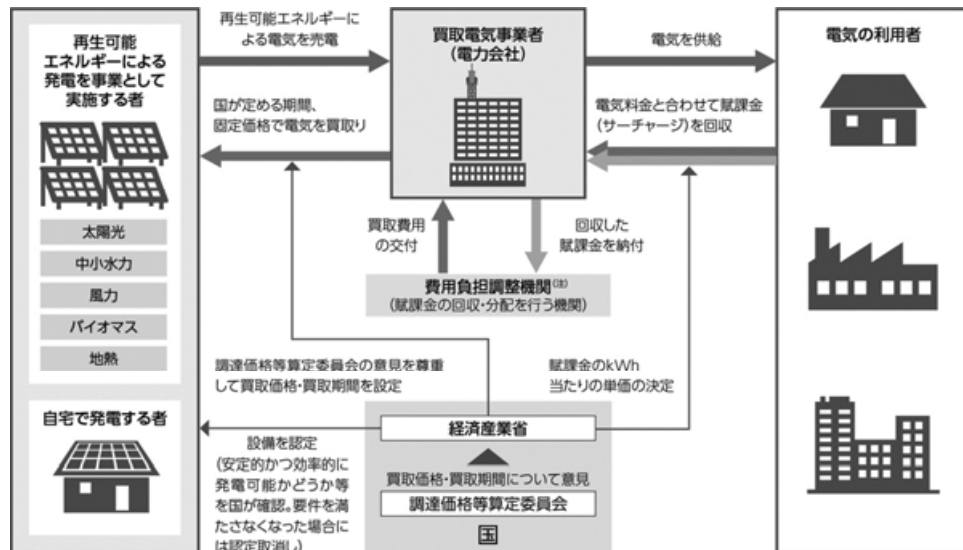 再生可能
エネルギーによる
発電を事業として
実施する者
太陽光
中小水力
風力
バイオマス
地熱
自宅で発電する者
再生可能エネルギーに
よる電気を売電
国が定める期間、
固定価格で電気を買取り
買取電気事業者
(電力会社)
電気を供給
電気料金と合わせて賦課金
(サーチャージ)を回収
電気の利用者
買取費用
の交付
回収した
賦課金を納付
費用負担調整機関(注)
(賦課金の回収・分配を行う機関)
調達価格等算定委員会の意見を尊重
して買取価格・買取期間を設定
賦課金のkWh
当たりの単価の決定
設備を認定
(安定的かつ効率的に
発電可能かどうか等
を国が確認。要件を満
たさなくなった場合に
は認定取消し)
経済産業省
買取価格・買取期間について意見
調達価格等算定委員会
国